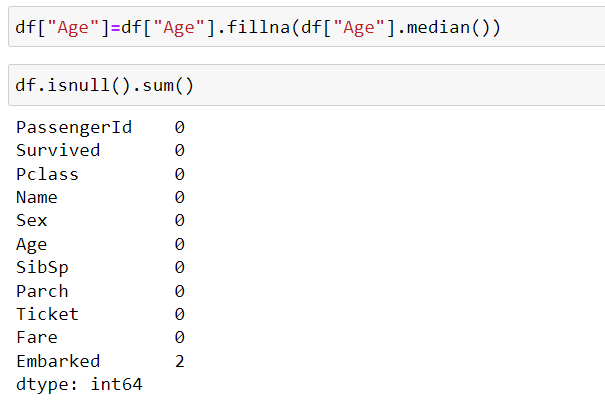 df["Age"]=df["Age"].fillna(df["Age"].median())
df.isnull().sum()
PassengerId    0
Survived       0
Pclass         0
Name           0
Sex            0
Age            0
SibSp          0
Parch          0
Ticket         0
Fare           0
Embarked       2
dtype: int64